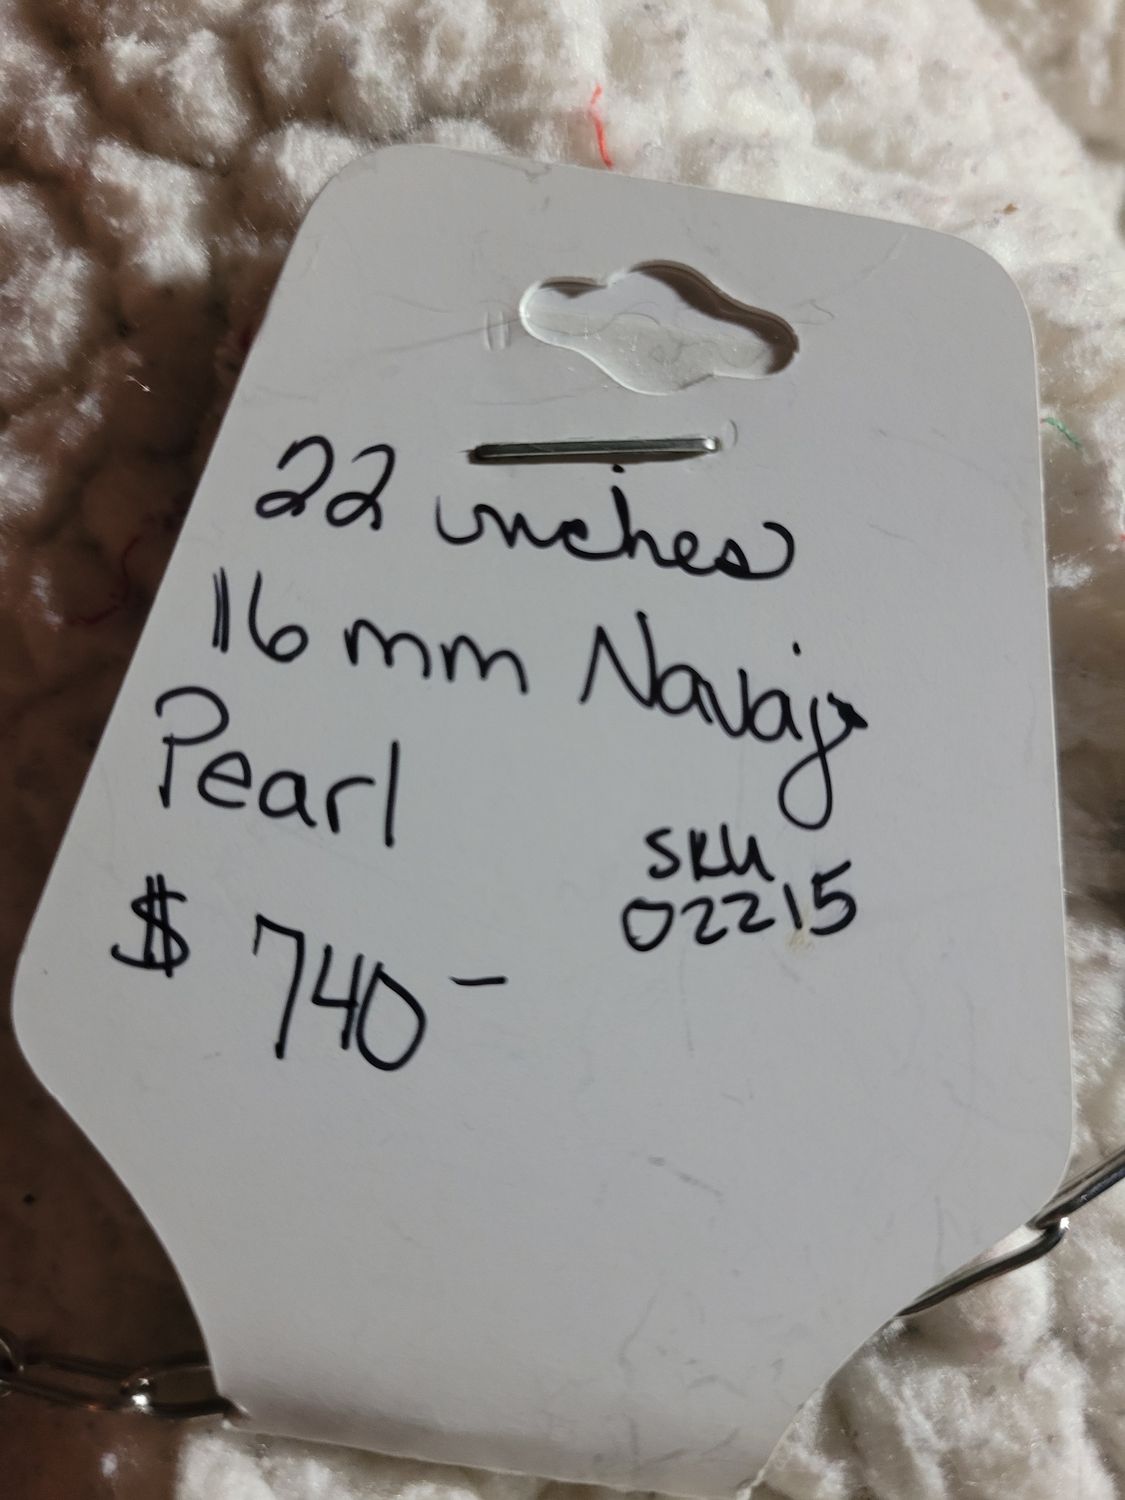 22 inches
16 mm Navajo
Pearl
SKU
02215
$ 740-